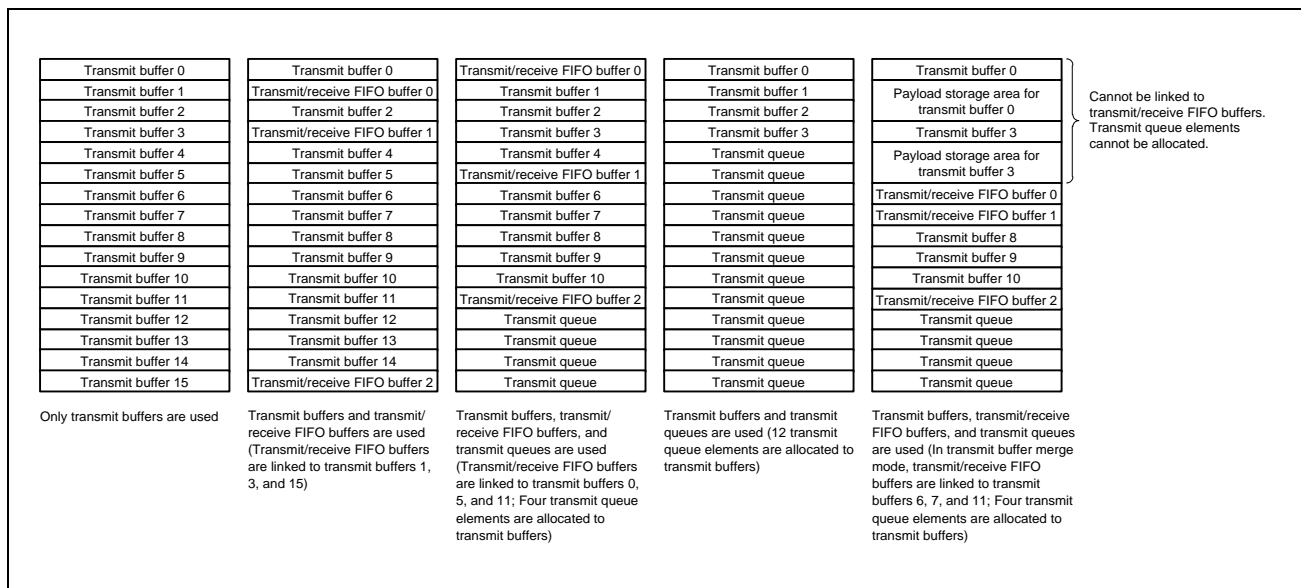 Transmit buffer 0
Transmit buffer 1
Transmit buffer 2
Transmit buffer 3
Transmit buffer 4
Transmit buffer 5
Transmit buffer 6
Transmit buffer 7
Transmit buffer 8
Transmit buffer 9
Transmit buffer 10
Transmit buffer 11
Transmit buffer 12
Transmit buffer 13
Transmit buffer 14
Transmit buffer 15
Only transmit buffers are used
Transmit buffer 0
Transmit/receive FIFO buffer 0
Transmit buffer 2
Transmit/receive FIFO buffer 1
Transmit buffer 4
Transmit buffer 5
Transmit buffer 6
Transmit buffer 7
Transmit buffer 8
Transmit buffer 9
Transmit buffer 10
Transmit buffer 11
Transmit buffer 12
Transmit buffer 13
Transmit buffer 14
Transmit/receive FIFO buffer 2
Transmit buffers and transmit/
receive FIFO buffers are used
(Transmit/receive FIFO buffers
are linked to transmit buffers 1,
3, and 15)
Transmit/receive FIFO buffer 0
Transmit buffer 1
Transmit buffer 2
Transmit buffer 3
Transmit buffer 4
Transmit/receive FIFO buffer 1
Transmit buffer 6
Transmit buffer 7
Transmit buffer 8
Transmit buffer 9
Transmit buffer 10
Transmit/receive FIFO buffer 2
Transmit queue
Transmit queue
Transmit queue
Transmit queue
Transmit buffers, transmit/
receive FIFO buffers, and
transmit queues are used
(Transmit/receive FIFO buffers
are linked to transmit buffers 0,
5, and 11; Four transmit queue
elements are allocated to
transmit buffers)
Transmit buffer 0
Transmit buffer 1
Transmit buffer 2
Transmit buffer 3
Transmit queue
Transmit queue
Transmit queue
Transmit queue
Transmit queue
Transmit queue
Transmit queue
Transmit queue
Transmit queue
Transmit queue
Transmit queue
Transmit queue
Transmit buffers and transmit
queues are used (12 transmit
queue elements are allocated to
transmit buffers)
Transmit buffer 0
Payload storage area for
transmit buffer 0
Transmit buffer 3
Payload storage area for
transmit buffer 3
Transmit/receive FIFO buffer 0
Transmit/receive FIFO buffer 1
Transmit buffer 8
Transmit buffer 9
Transmit buffer 10
Transmit/receive FIFO buffer 2
Transmit queue
Transmit queue
Transmit queue
Transmit queue
Transmit buffers, transmit/receive
FIFO buffers, and transmit queues
are used (In transmit buffer merge
mode, transmit/receive FIFO
buffers are linked to transmit
buffers 6, 7, and 11; Four transmit
queue elements are allocated to
transmit buffers)
Cannot be linked to
transmit/receive FIFO buffers.
Transmit queue elements
cannot be allocated.